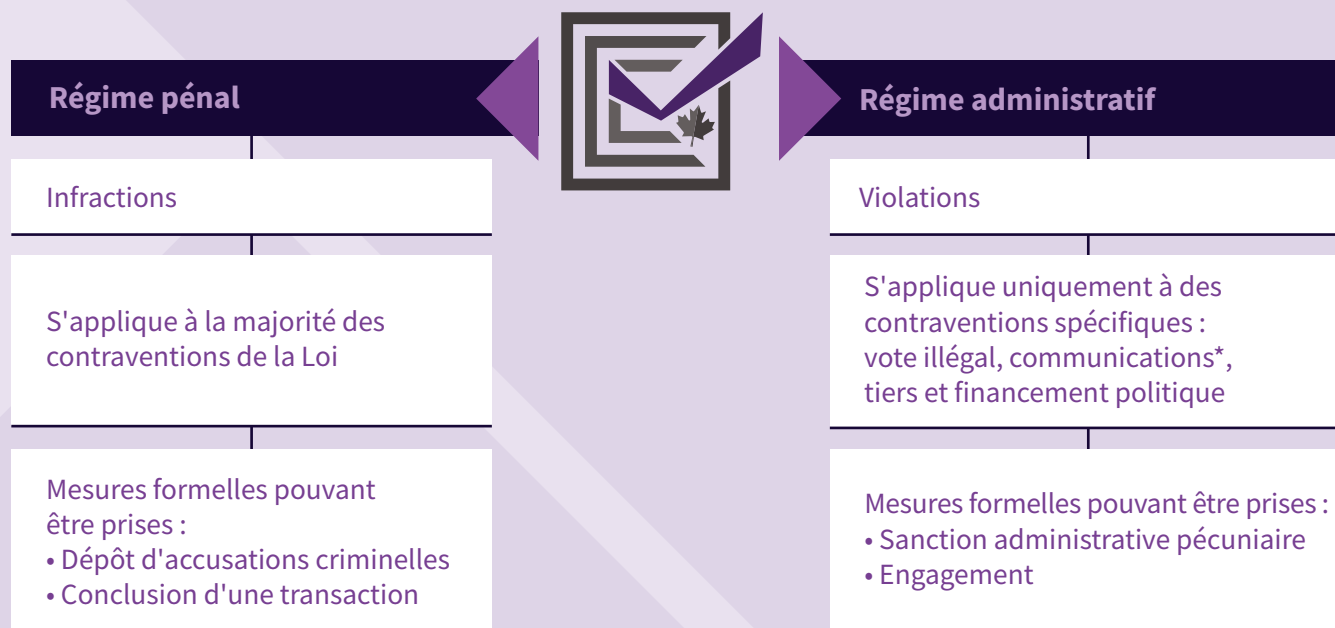 Régime pénal
Infractions
S'applique à la majorité des
contraventions de la Loi
Mesures formelles pouvant
être prises :
• Dépôt d'accusations criminelles
• Conclusion d'une transaction
Régime administratif
Violations
S'applique uniquement à des
contraventions spécifiques :
vote illégal, communications*,
tiers et financement politique
Mesures formelles pouvant être prises :
• Sanction administrative pécuniaire
• Engagement